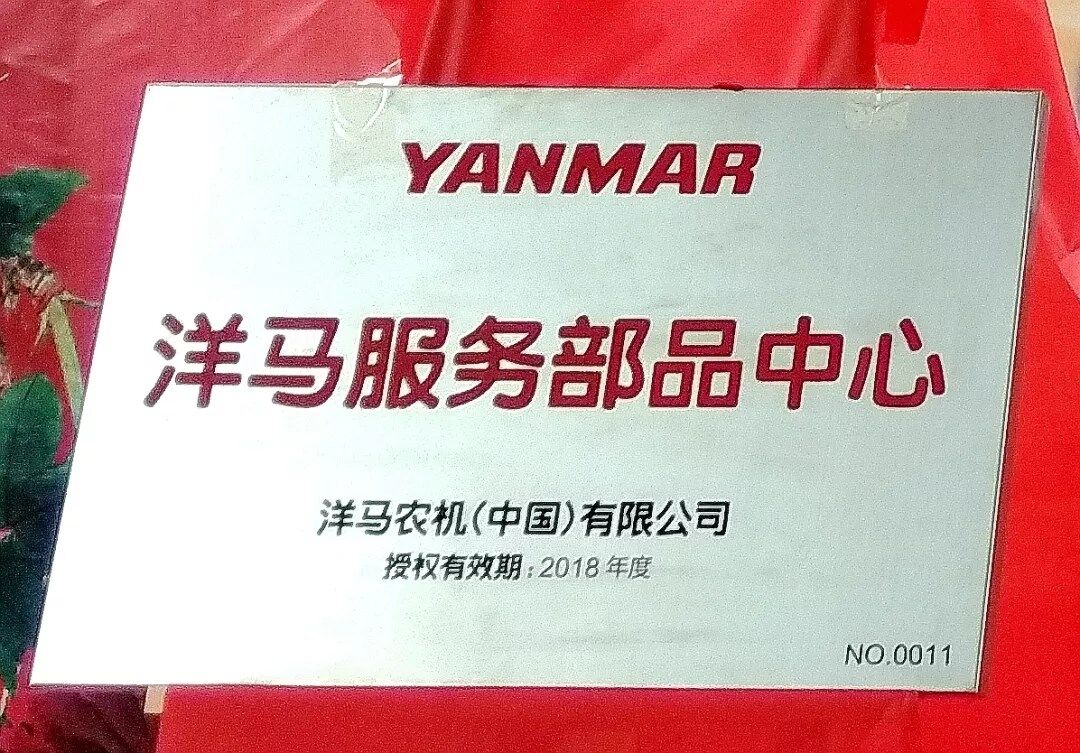 YANMAR
洋马服务部品中心
洋马农机(中国)有限公司
授权有效期:2018年度
NO.0011